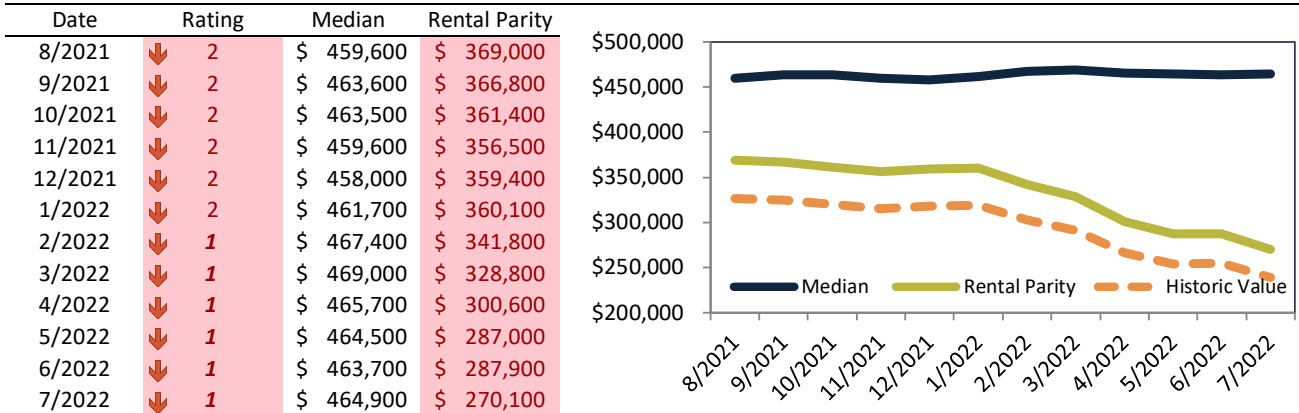 Date Rating Median Rental Parity
8/2021 2 $ 459,600 $ 369,000
9/2021 2 $ 463,600 $ 366,800
10/2021 2 $ 463,500 $ 361,400
11/2021 2 $ 459,600 $ 356,500
12/2021 2 $ 458,000 $ 359,400
1/2022 2 $ 461,700 $ 360,100
2/2022 1 $ 467,400 $ 341,800
3/2022 1 $ 469,000 $ 328,800
4/2022 1 $ 465,700 $ 300,600
5/2022 1 $ 464,500 $ 287,000
6/2022 1 $ 463,700 $ 287,900
7/2022 1 $ 464,900 $ 270,100
$500,000
$450,000
$400,000
$350,000
$300,000
$250,000
$200,000
Median Rental Parity Historic Value
8/2021 9/2021 10/2021 11/2021 12/2021 1/2022 2/2022 3/2022 4/2022 5/2022 6/2022 7/2022